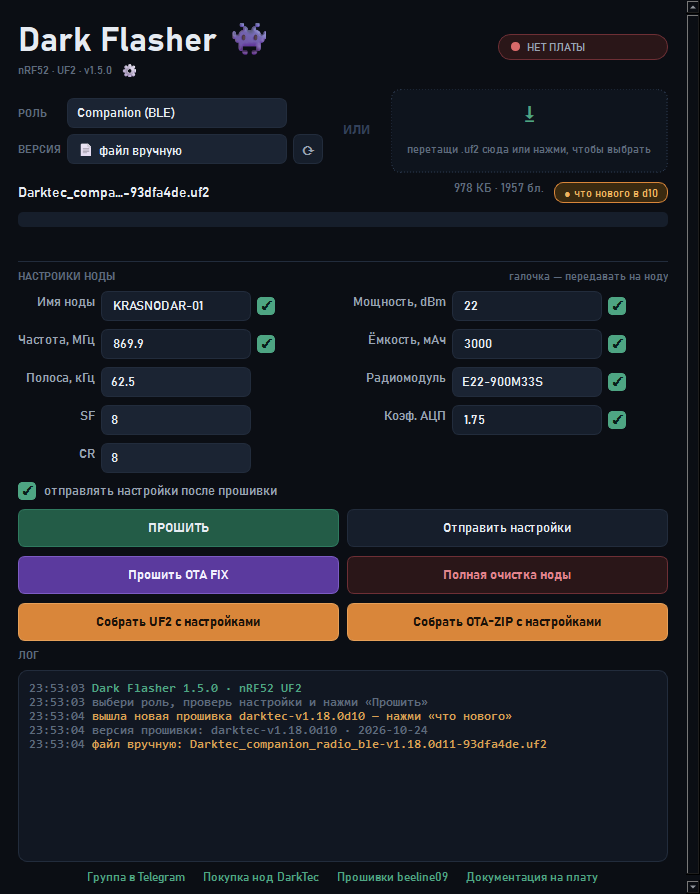 Dark Flasher
nRF52 · UF2 · v1.5.0
НЕТ ПЛАТЫ
РОЛЬ
Companion (BLE)
ВЕРСИЯ
файл вручную
ИЛИ
перетащи .uf2 сюда или нажми, чтобы выбрать
Darktec_compa…-93dfa4de.uf2
978 КБ · 1957 бл.
● что нового в d10
НАСТРОЙКИ НОДЫ
галочка — передавать на ноду
Имя ноды
KRASNODAR-01
Мощность, dBm
22
Частота, МГц
869.9
Ёмкость, мАч
3000
Полоса, кГц
62.5
Радиомодуль
E22-900M33S
SF
8
Коэф. АЦП
1.75
CR
8
отправлять настройки после прошивки
ПРОШИТЬ
Отправить настройки
Прошить OTA FIX
Полная очистка ноды
Собрать UF2 с настройками
Собрать OTA-ZIP с настройками
ЛОГ
23:53:03 Dark Flasher 1.5.0 · nRF52 UF2
23:53:03 выбери роль, проверь настройки и нажми «Прошить»
23:53:04 вышла новая прошивка darktec-v1.18.0d10 — нажми «что нового»
23:53:04 версия прошивки: darktec-v1.18.0d10 · 2026-10-24
23:53:04 файл вручную: Darktec_companion_radio_ble-v1.18.0d11-93dfa4de.uf2
Группа в Telegram
Покупка нод DarkTec
Прошивки beeline09
Документация на плату